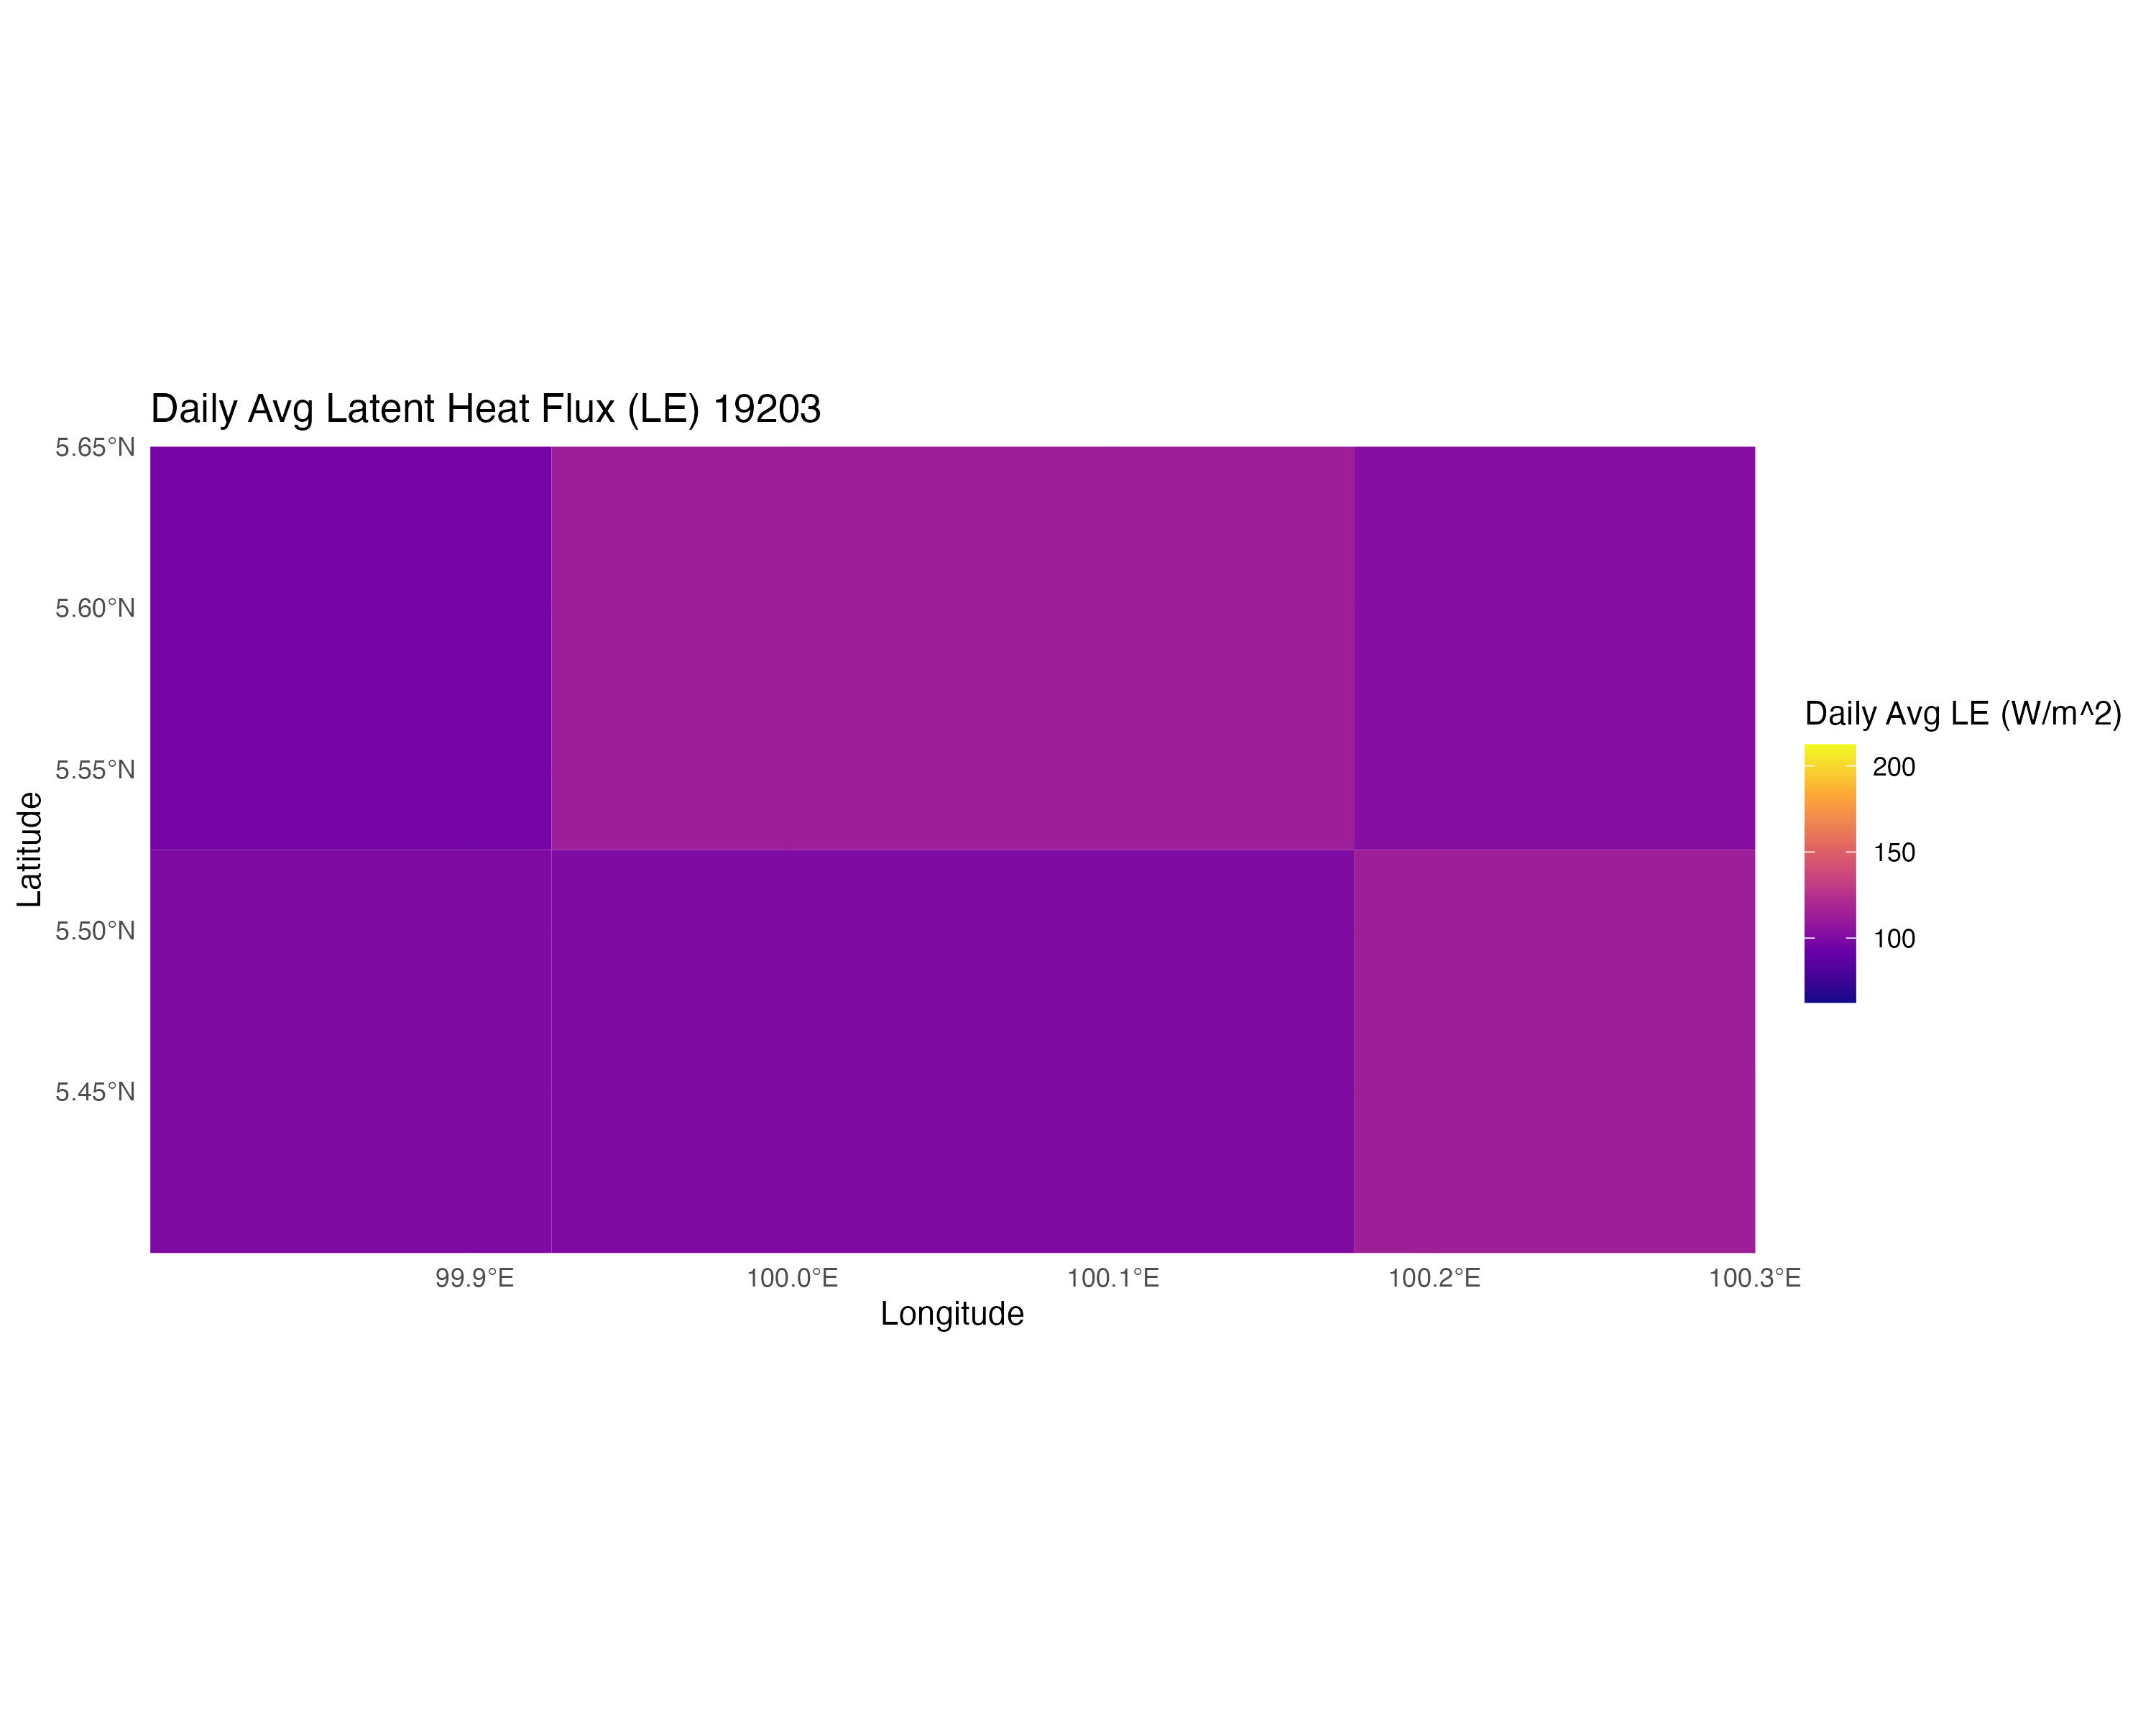 Daily Avg Latent Heat Flux (LE) 19203
5.65°N
5.60°N
5.55°N
5.50°N
5.45°N
Latitude
99.9°E
100.0°E
100.1°E
100.2°E
100.3°E
Longitude
Daily Avg LE (W/m^2)
200
150
100